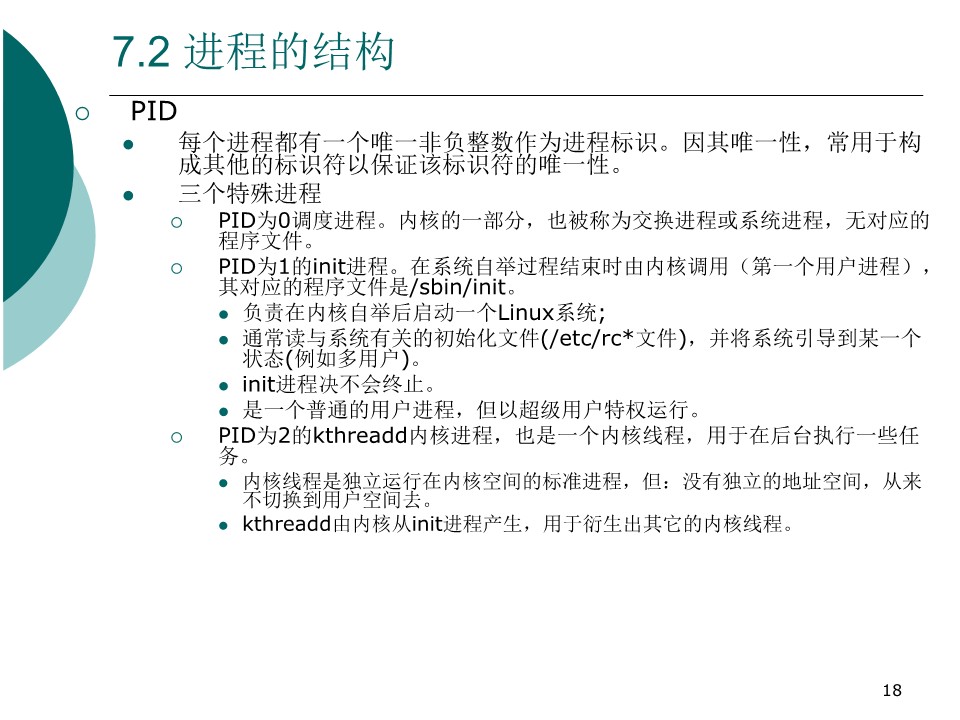 7.2 进程的结构
PID
每个进程都有一个唯一非负整数作为进程标识。因其唯一性，常用于构
成其他的标识符以保证该标识符的唯一性。
三个特殊进程
PID为0调度进程。内核的一部分，也被称为交换进程或系统进程，无对应的
程序文件。
PID为1的init进程。在系统自举过程结束时由内核调用（第一个用户进程），
其对应的程序文件是/sbin/init。
负责在内核自举后启动一个Linux系统;
通常读与系统有关的初始化文件(/etc/rc*文件)，并将系统引导到某一个
状态(例如多用户)。
init进程决不会终止。
是一个普通的用户进程，但以超级用户特权运行。
PID为2的kthreadd内核进程，也是一个内核线程，用于在后台执行一些任
务。
内核线程是独立运行在内核空间的标准进程，但：没有独立的地址空间，从来
不切换到用户空间去。
kthreadd由内核从init进程产生，用于衍生出其它的内核线程。
18